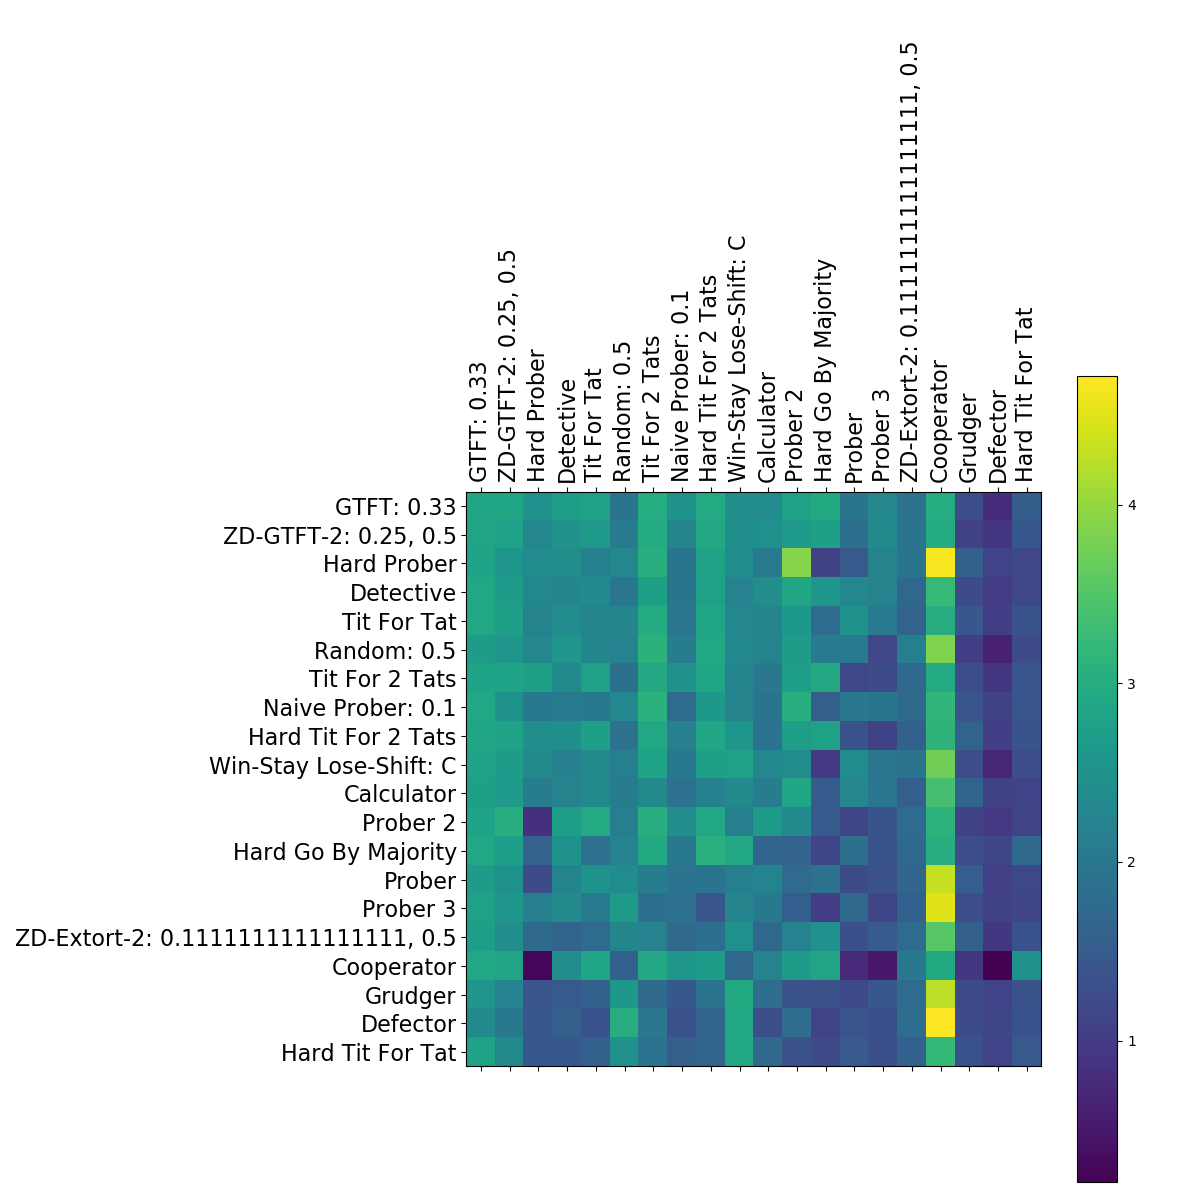 GTFT: 0.33
ZD-GTFT-2: 0.25, 0.5
Hard Prober
Detective
Tit For Tat
Random: 0.5
Tit For 2 Tats
Naive Prober: 0.1
Hard Tit For 2 Tats
Win-Stay Lose-Shift: C
Calculator
Prober 2
Hard Go By Majority
Prober
Prober 3
ZD-Extort-2: 0.1111111111111111, 0.5
Cooperator
Grudger
Defector
Hard Tit For Tat
GTFT: 0.33
ZD-GTFT-2: 0.25, 0.5
Hard Prober
Detective
Tit For Tat
Random: 0.5
Tit For 2 Tats
Naive Prober: 0.1
Hard Tit For 2 Tats
Win-Stay Lose-Shift: C
Calculator
Prober 2
Hard Go By Majority
Prober
Prober 3
ZD-Extort-2: 0.1111111111111111, 0.5
Cooperator
Grudger
Defector
Hard Tit For Tat
4
3
2
1